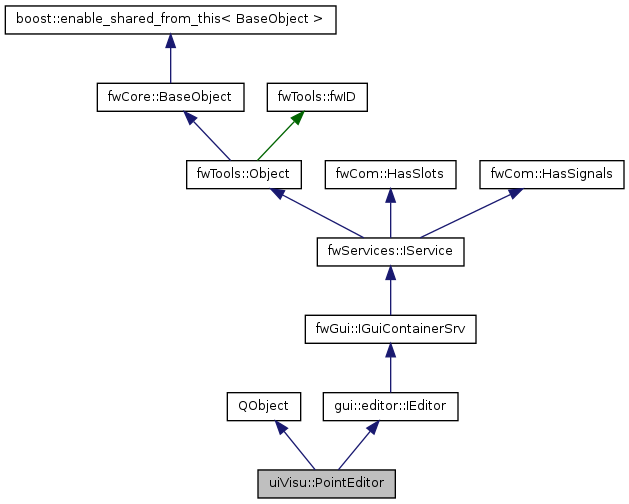 boost::enable_shared_from_this< BaseObject >
fwCore::BaseObject
fwTools::fwID
fwTools::Object
fwCom::HasSlots
fwCom::HasSignals
fwServices::IService
fwGui::IGuiContainerSrv
QObject
gui::editor::IEditor
uiVisu::PointEditor